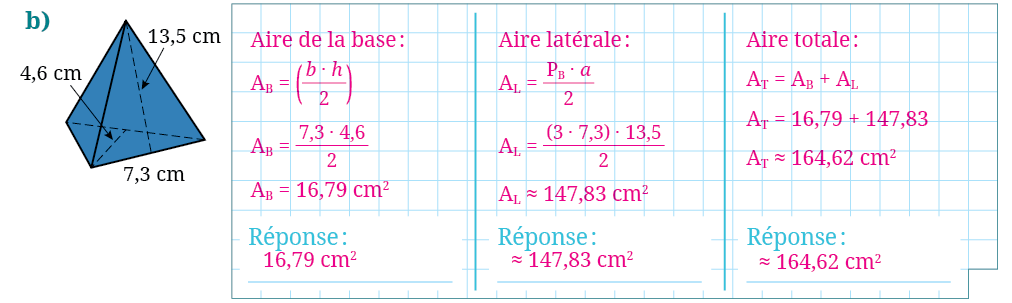 b)
13,5 cm
4,6 cm
7,3 cm
Aire de la base :
A_B = (b · h / 2)
A_B = 7,3 · 4,6 / 2
A_B = 16,79 cm²
Réponse :
16,79 cm²
Aire latérale :
A_L = P_B · a / 2
A_L = (3 · 7,3) · 13,5 / 2
A_L ≈ 147,83 cm²
Réponse :
≈ 147,83 cm²
Aire totale :
A_T = A_B + A_L
A_T = 16,79 + 147,83
A_T ≈ 164,62 cm²
Réponse :
≈ 164,62 cm²